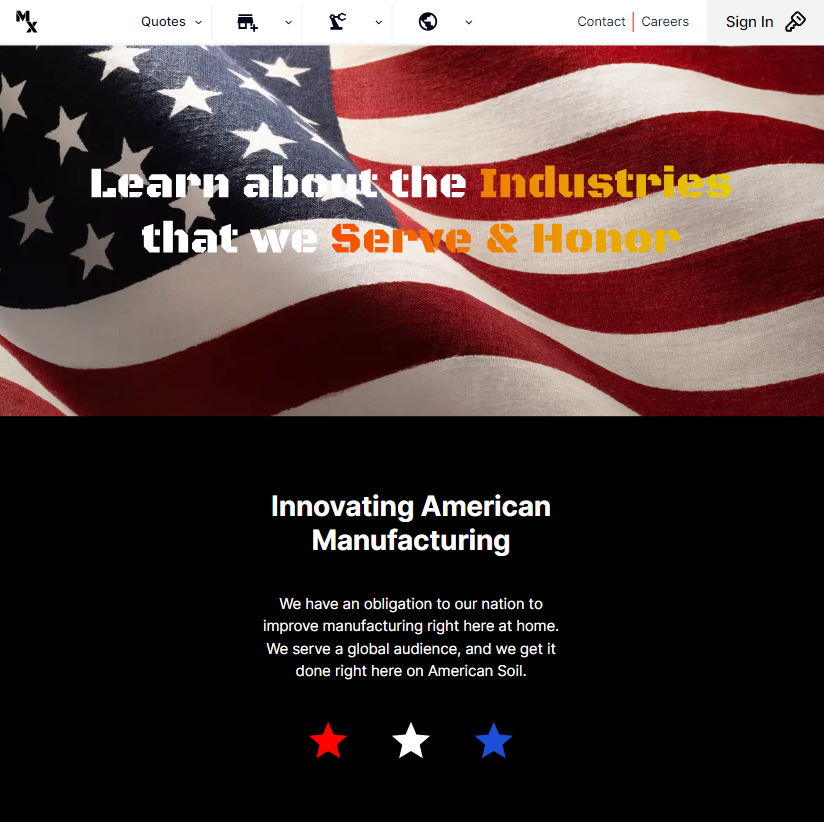 MX
Quotes
Contact
Careers
Sign In
Learn about the Industries
that we Serve & Honor
Innovating American
Manufacturing
We have an obligation to our nation to
improve manufacturing right here at home.
We serve a global audience, and we get it
done right here on American Soil.